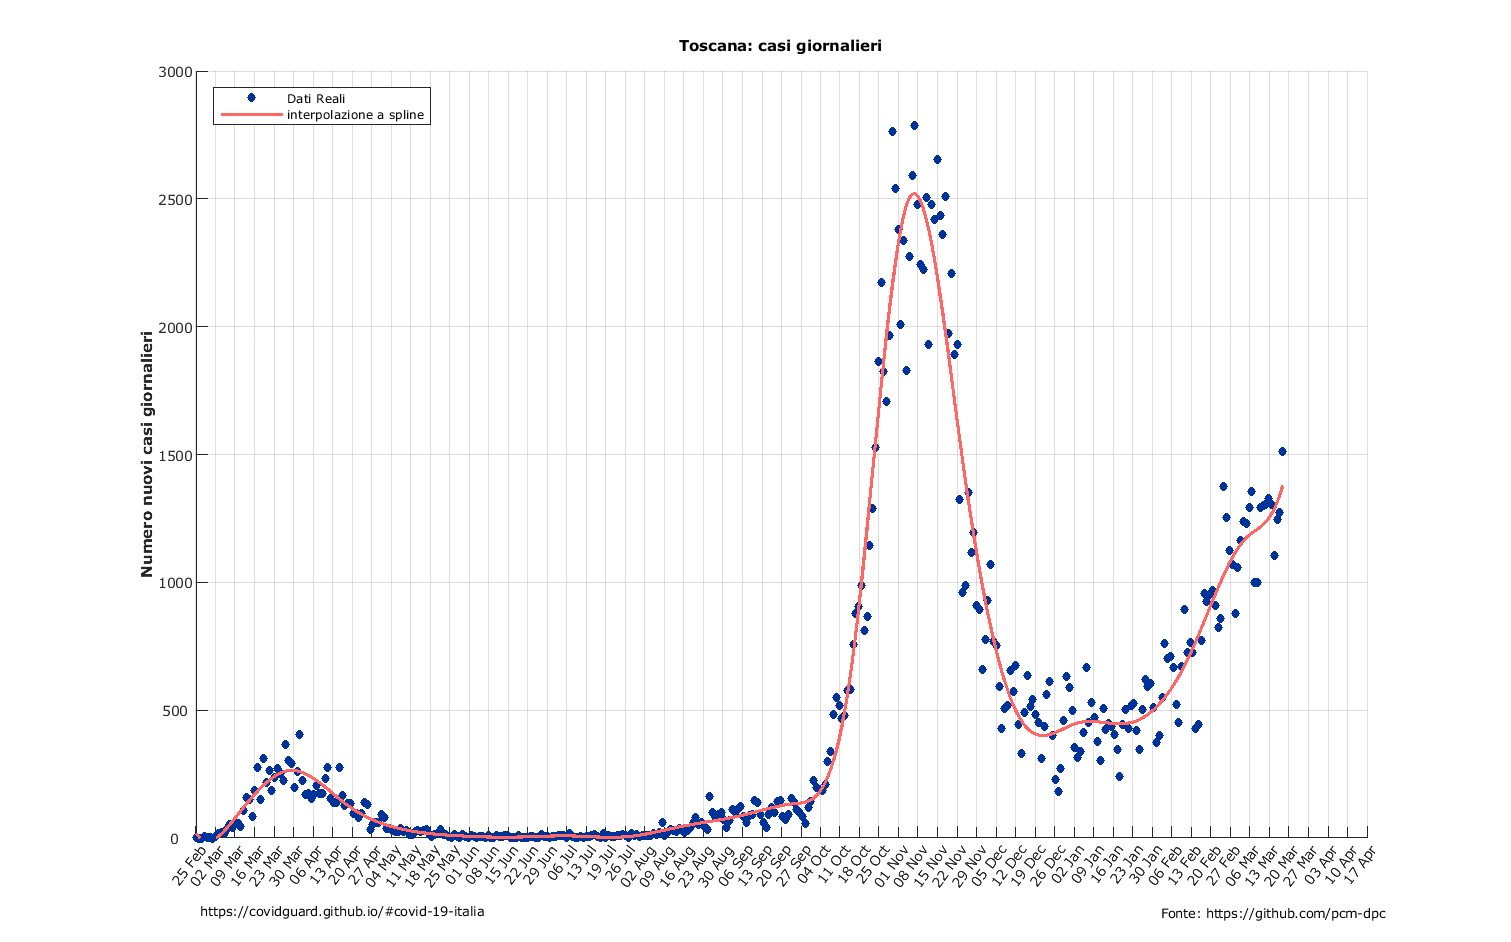 Toscana: casi giornalieri
Dati Reali
interpolazione a spline
Numero nuovi casi giornalieri
3000
2500
2000
1500
1000
500
0
25 Feb
02 Mar
09 Mar
16 Mar
23 Mar
30 Mar
06 Apr
13 Apr
20 Apr
27 Apr
04 May
11 May
18 May
25 May
01 Jun
08 Jun
15 Jun
22 Jun
29 Jun
06 Jul
13 Jul
19 Jul
26 Jul
02 Aug
09 Aug
16 Aug
23 Aug
30 Aug
06 Sep
13 Sep
20 Sep
27 Sep
04 Oct
11 Oct
18 Oct
25 Oct
01 Nov
08 Nov
15 Nov
22 Nov
29 Nov
05 Dec
12 Dec
19 Dec
26 Dec
02 Jan
09 Jan
16 Jan
23 Jan
30 Jan
06 Feb
13 Feb
20 Feb
27 Feb
06 Mar
13 Mar
20 Mar
27 Mar
03 Apr
10 Apr
17 Apr
https://covidguard.github.io/#covid-19-italia
Fonte: https://github.com/pcm-dpc